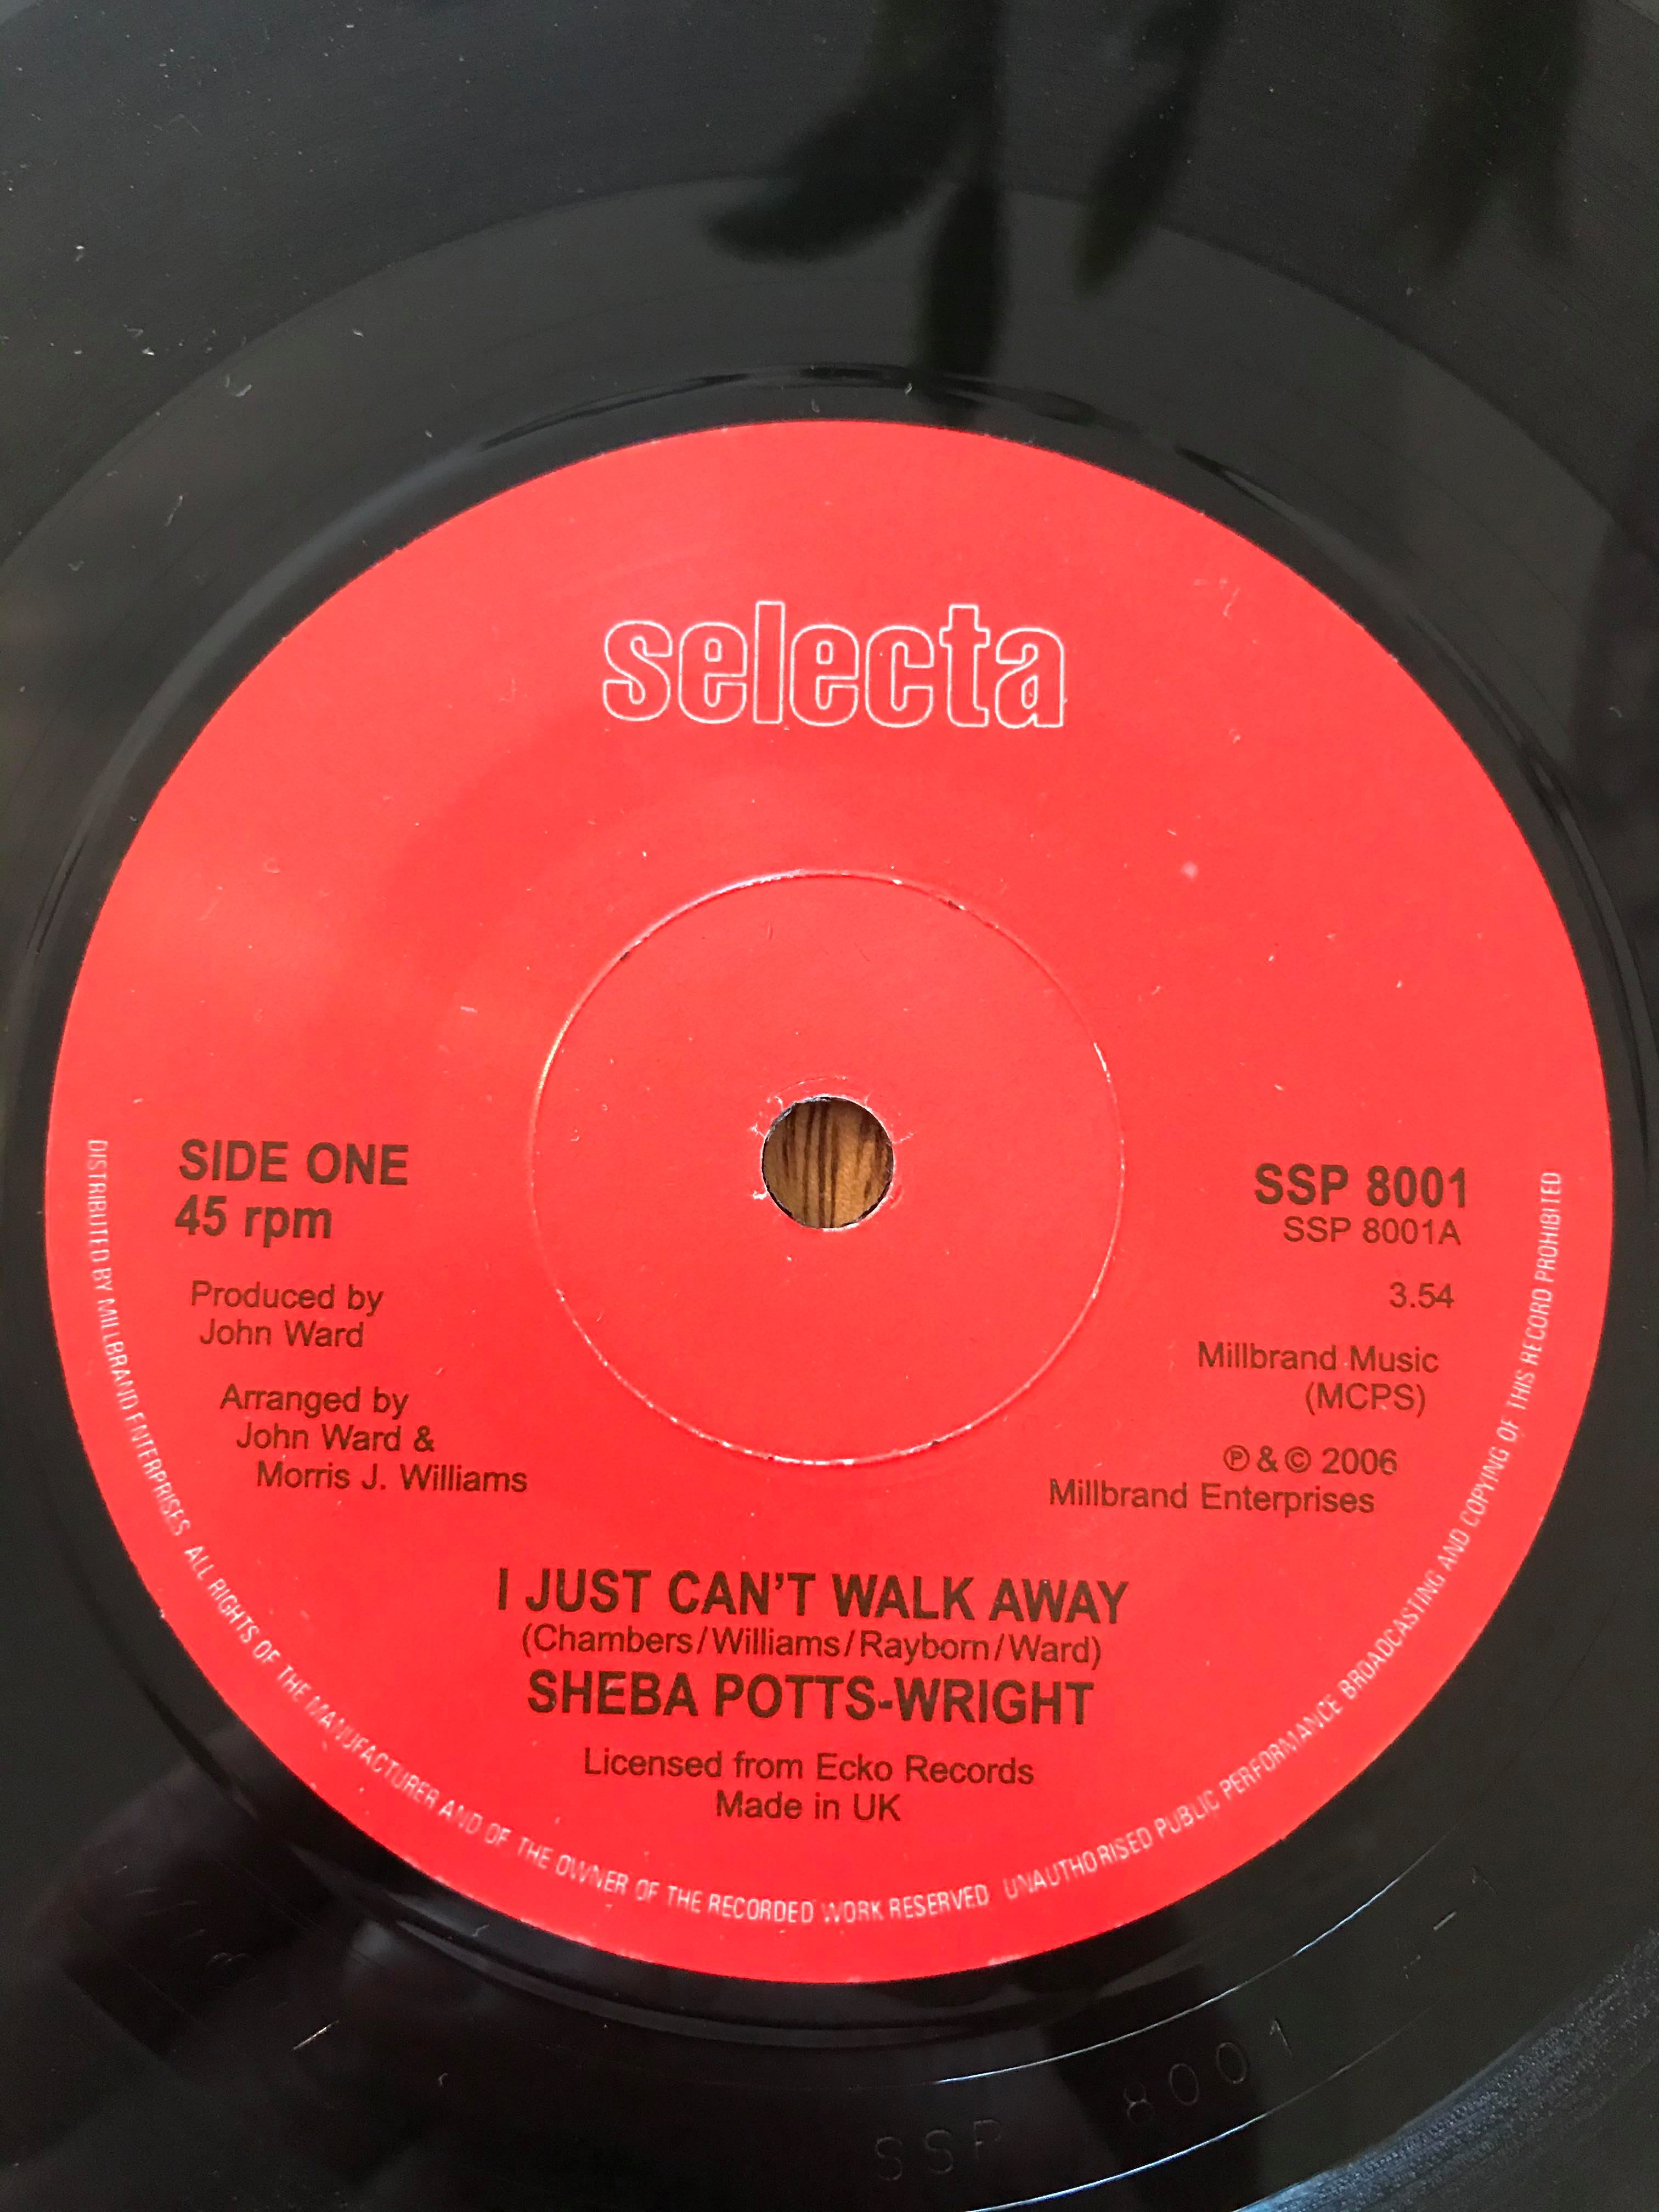 selecta
SIDE ONE
45 rpm
Produced by
John Ward
Arranged by
John Ward &
Morris J. Williams
SSP 8001
SSP 8001A
3.54
Millbrand Music
(MCPS)
℗ & © 2006
Millbrand Enterprises
I JUST CAN'T WALK AWAY
(Chambers/Williams/Rayborn/Ward)
SHEBA POTTS-WRIGHT
Licensed from Ecko Records
Made in UK
DISTRIBUTED BY MILLBRAND ENTERPRISES ALL RIGHTS OF THE MANUFACTURER AND OF THE OWNER OF THE RECORDED WORK RESERVED UNAUTHORISED PUBLIC PERFORMANCE BROADCASTING AND COPYING OF THIS RECORD PROHIBITED
SSP 8001